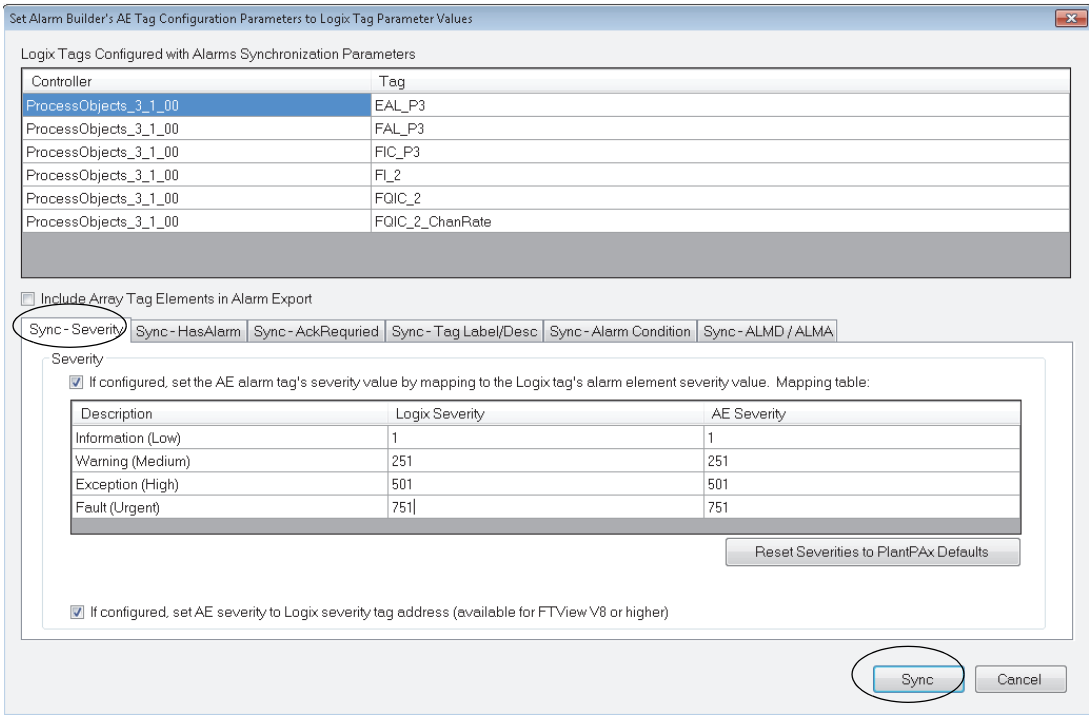 Set Alarm Builder's AE Tag Configuration Parameters to Logix Tag Parameter Values
Logix Tags Configured with Alarms Synchronization Parameters
Controller Tag
ProcessObjects_3_1_00 EAL_P3
ProcessObjects_3_1_00 FAL_P3
ProcessObjects_3_1_00 FIC_P3
ProcessObjects_3_1_00 FI_2
ProcessObjects_3_1_00 FQIC_2
ProcessObjects_3_1_00 FQIC_2_ChanRate
Include Array Tag Elements in Alarm Export
Sync - Severity Sync - HasAlarm Sync - AckRequried Sync - Tag Label/Desc Sync - Alarm Condition Sync - ALMD / ALMA
Severity
If configured, set the AE alarm tag's severity value by mapping to the Logix tag's alarm element severity value. Mapping table:
Description Logix Severity AE Severity
Information (Low) 1 1
Warning (Medium) 251 251
Exception (High) 501 501
Fault (Urgent) 751 751
Reset Severities to PlantPAx Defaults
If configured, set AE severity to Logix severity tag address (available for FTView V8 or higher)
Sync Cancel